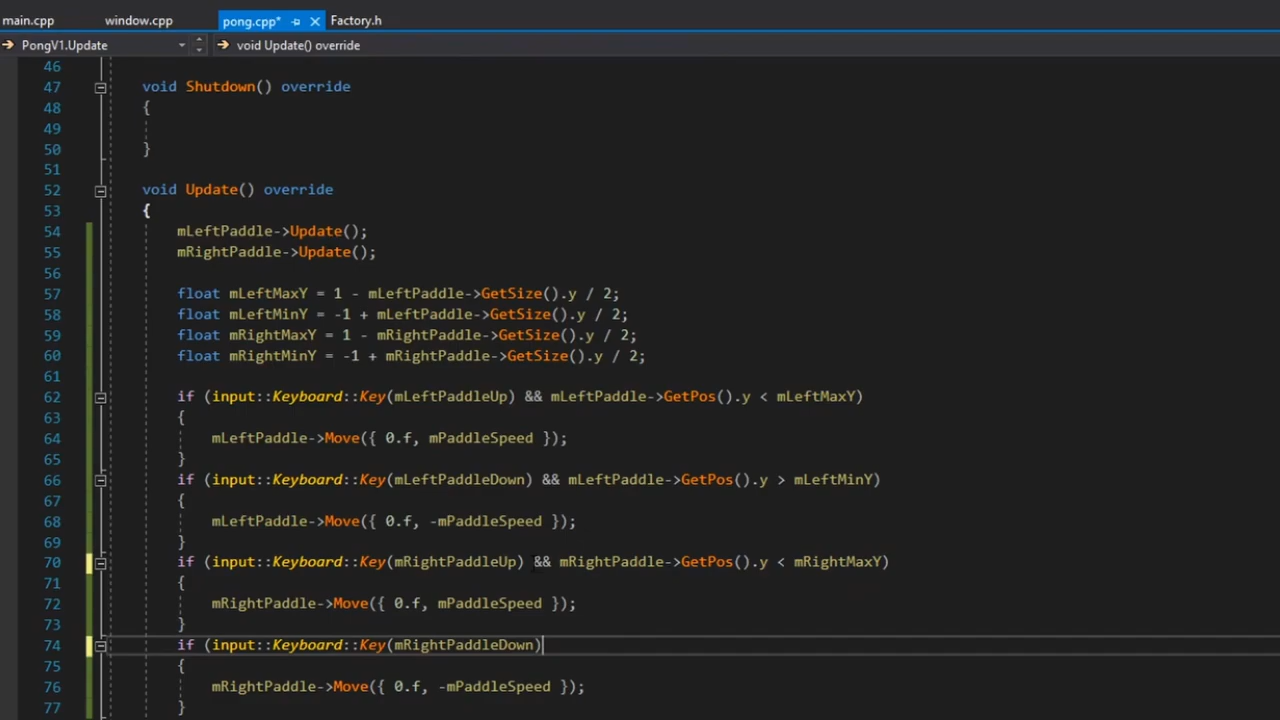 main.cpp window.cpp pong.cpp* Factory.h
PongV1.Update void Update() override
46
47 void Shutdown() override
48 {
49
50 }
51
52 void Update() override
53 {
54 mLeftPaddle->Update();
55 mRightPaddle->Update();
56
57 float mLeftMaxY = 1 - mLeftPaddle->GetSize().y / 2;
58 float mLeftMinY = -1 + mLeftPaddle->GetSize().y / 2;
59 float mRightMaxY = 1 - mRightPaddle->GetSize().y / 2;
60 float mRightMinY = -1 + mRightPaddle->GetSize().y / 2;
61
62 if (input::Keyboard::Key(mLeftPaddleUp) && mLeftPaddle->GetPos().y < mLeftMaxY)
63 {
64 mLeftPaddle->Move({ 0.f, mPaddleSpeed });
65 }
66 if (input::Keyboard::Key(mLeftPaddleDown) && mLeftPaddle->GetPos().y > mLeftMinY)
67 {
68 mLeftPaddle->Move({ 0.f, -mPaddleSpeed });
69 }
70 if (input::Keyboard::Key(mRightPaddleUp) && mRightPaddle->GetPos().y < mRightMaxY)
71 {
72 mRightPaddle->Move({ 0.f, mPaddleSpeed });
73 }
74 if (input::Keyboard::Key(mRightPaddleDown)
75 {
76 mRightPaddle->Move({ 0.f, -mPaddleSpeed });
77 }